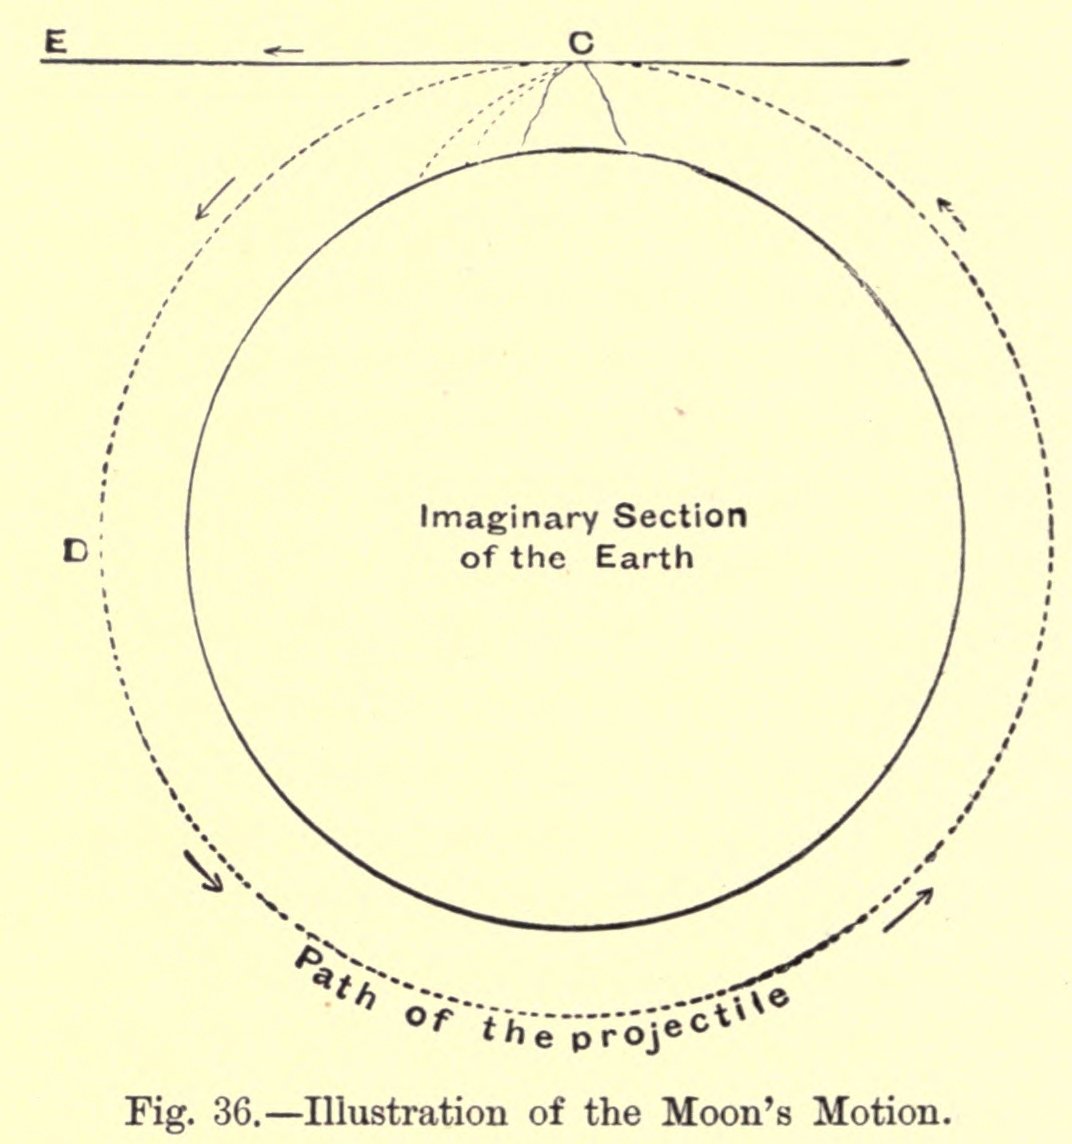 E
C
Imaginary Section
of the Earth
D
Path of the projectile
Fig. 36.—Illustration of the Moon's Motion.